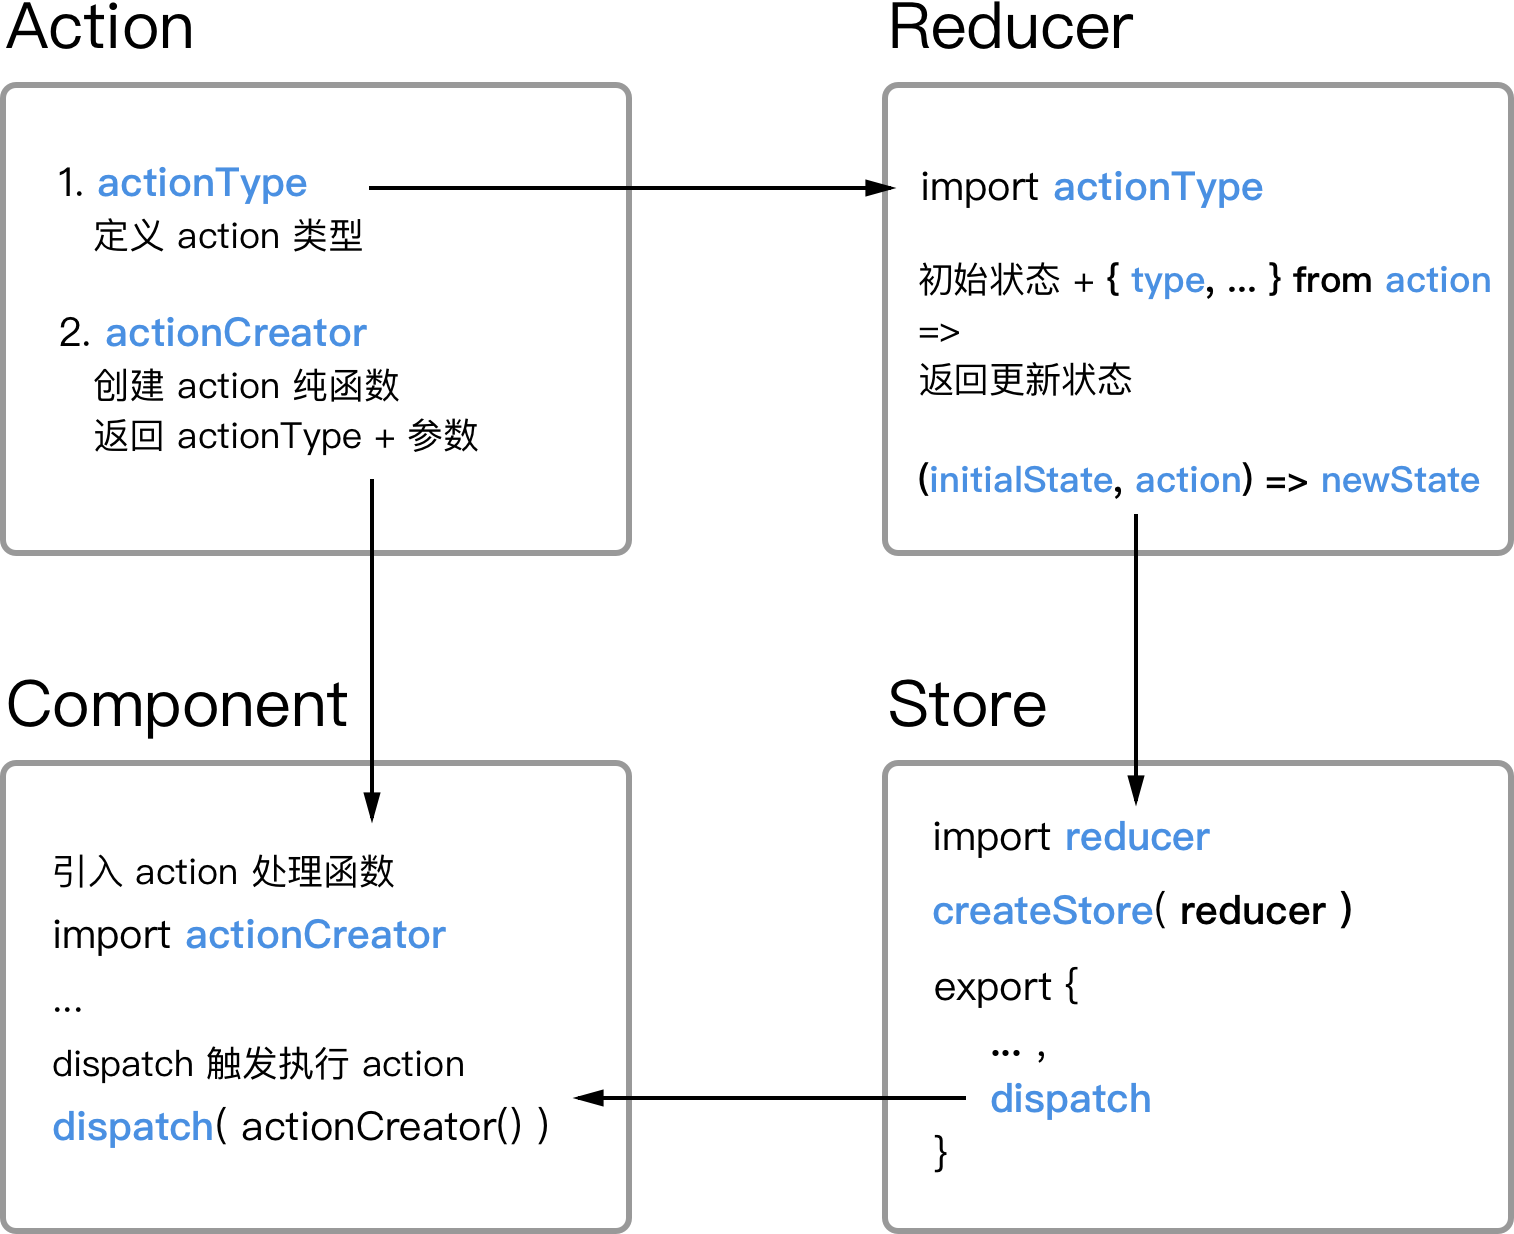 Action
1. actionType
定义 action 类型
2. actionCreator
创建 action 纯函数
返回 actionType + 参数
Reducer
import actionType
初始状态 + { type, ... } from action
=>
返回更新状态
(initialState, action) => newState
Component
引入 action 处理函数
import actionCreator
...
dispatch 触发执行 action
dispatch( actionCreator() )
Store
import reducer
createStore( reducer )
export {
... ,
dispatch
}